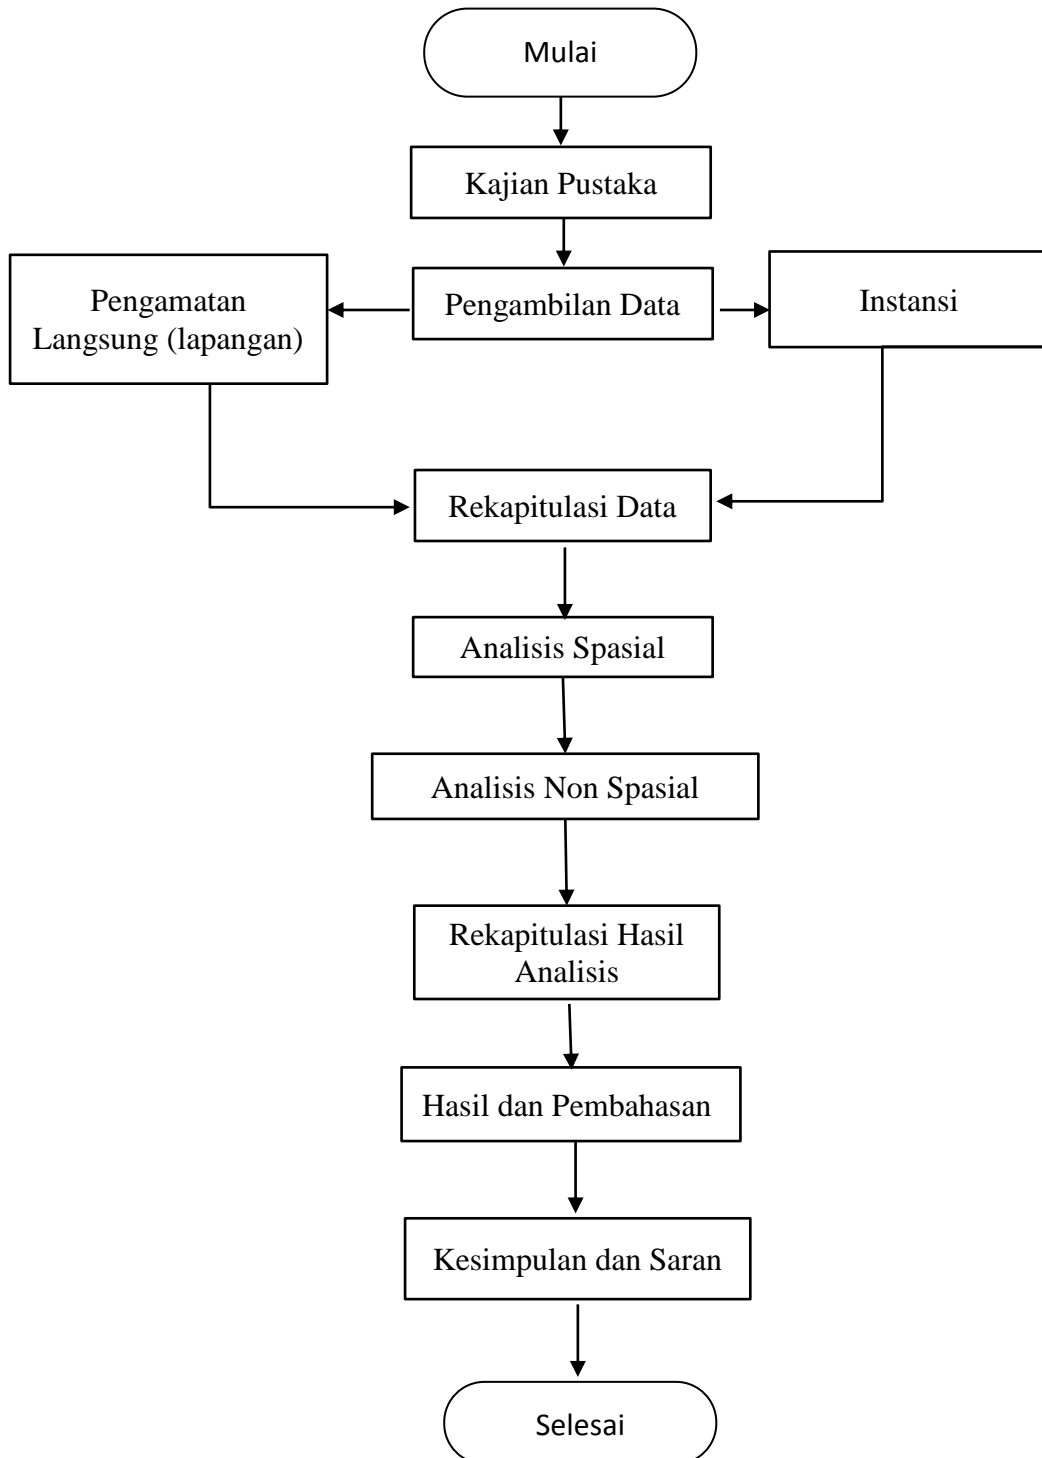 Mulai
Kajian Pustaka
Pengamatan
Langsung (lapangan)
Pengambilan Data
Instansi
Rekapitulasi Data
Analisis Spasial
Analisis Non Spasial
Rekapitulasi Hasil
Analisis
Hasil dan Pembahasan
Kesimpulan dan Saran
Selesai